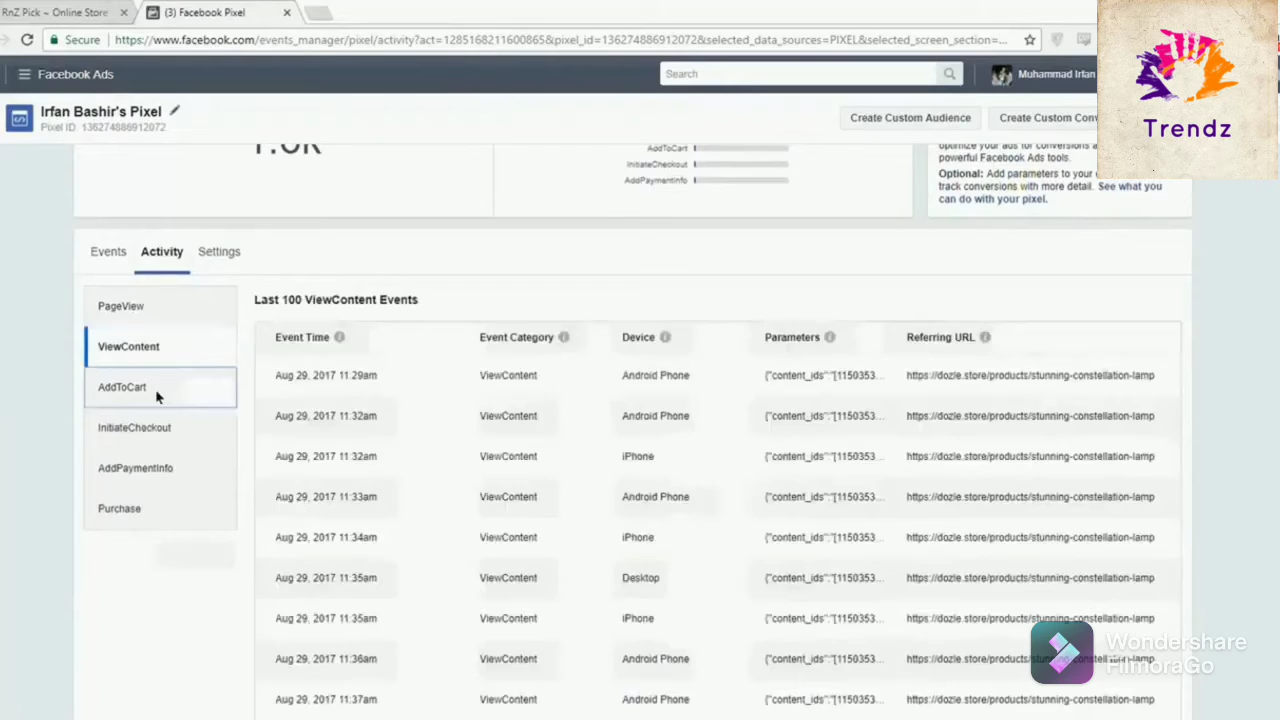 RnZ Pick ~ Online Store
(3) Facebook Pixel
Secure https://www.facebook.com/events_manager/pixel/activity?act=1285168211600865&pixel_id=136274886912072&selected_data_sources=PIXEL&selected_screen_section=...
Facebook Ads
Search
Muhammad Irfan
Trendz
Irfan Bashir's Pixel
Pixel ID: 136274886912072
Create Custom Audience
Create Custom Conv
AddToCart
InitiateCheckout
AddPaymentInfo
optimize your ads for conversions a
powerful Facebook Ads tools.
Optional: Add parameters to your
track conversions with more detail. See what you
can do with your pixel.
Events Activity Settings
PageView
ViewContent
AddToCart
InitiateCheckout
AddPaymentInfo
Purchase
Last 100 ViewContent Events
Event Time Event Category Device Parameters Referring URL
Aug 29, 2017 11:29am ViewContent Android Phone {"content_ids":"[1150353... https://dozle.store/products/stunning-constellation-lamp
Aug 29, 2017 11:32am ViewContent Android Phone {"content_ids":"[1150353... https://dozle.store/products/stunning-constellation-lamp
Aug 29, 2017 11:32am ViewContent iPhone {"content_ids":"[1150353... https://dozle.store/products/stunning-constellation-lamp
Aug 29, 2017 11:33am ViewContent Android Phone {"content_ids":"[1150353... https://dozle.store/products/stunning-constellation-lamp
Aug 29, 2017 11:34am ViewContent iPhone {"content_ids":"[1150353... https://dozle.store/products/stunning-constellation-lamp
Aug 29, 2017 11:35am ViewContent Desktop {"content_ids":"[1150353... https://dozle.store/products/stunning-constellation-lamp
Aug 29, 2017 11:35am ViewContent iPhone {"content_ids":"[1150353... https://dozle.store/products/stunning-constellation-lamp
Aug 29, 2017 11:36am ViewContent Android Phone {"content_ids":"[1150353... https://dozle.store/products/stunning-constellation-lamp
Aug 29, 2017 11:37am ViewContent Android Phone {"content_ids":"[1150353... https://dozle.store/products/stunning-constellation-lamp
Wondershare
FilmoraGo